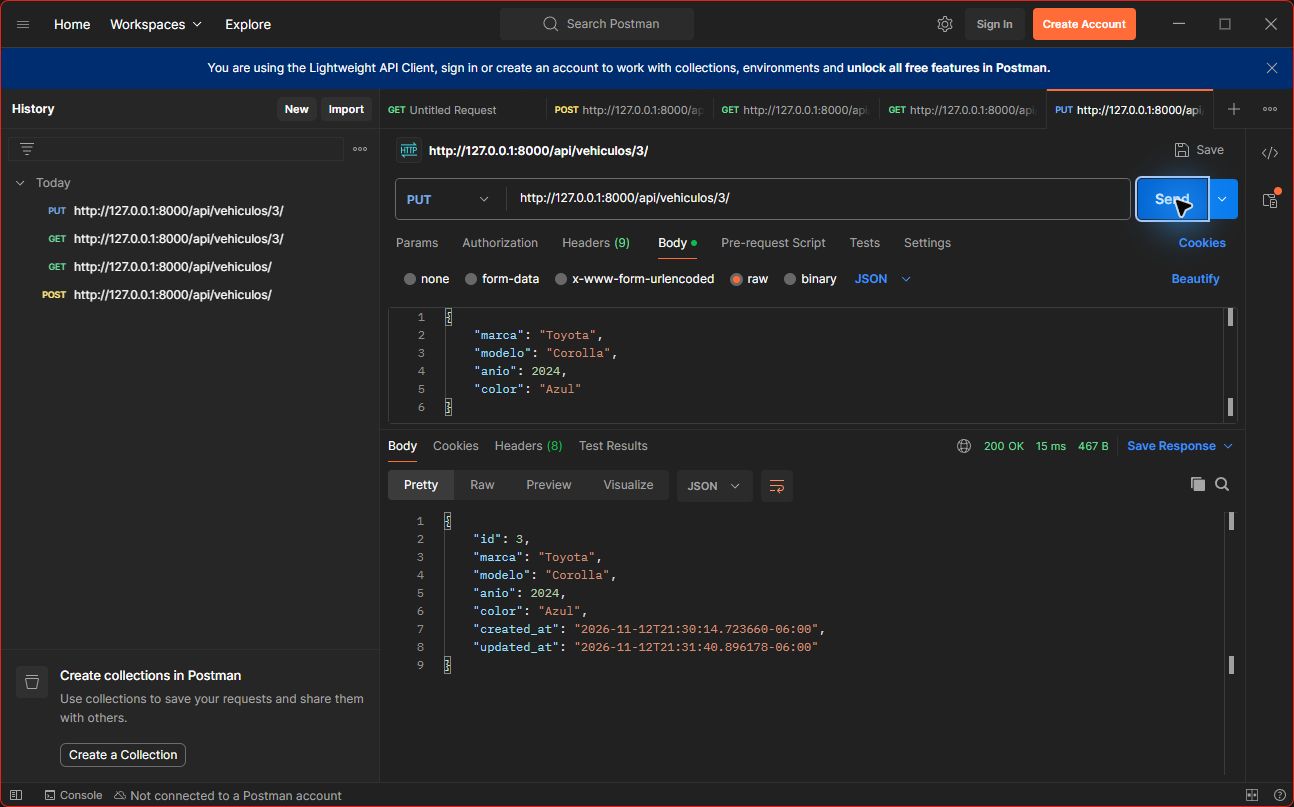 Home Workspaces Explore Search Postman Sign In Create Account
You are using the Lightweight API Client, sign in or create an account to work with collections, environments and unlock all free features in Postman.
History New Import
GET Untitled Request POST http://127.0.0.1:8000/ap GET http://127.0.0.1:8000/api GET http://127.0.0.1:8000/api PUT http://127.0.0.1:8000/api
HTTP http://127.0.0.1:8000/api/vehiculos/3/ Save
Today
PUT http://127.0.0.1:8000/api/vehiculos/3/
GET http://127.0.0.1:8000/api/vehiculos/3/
GET http://127.0.0.1:8000/api/vehiculos/
POST http://127.0.0.1:8000/api/vehiculos/
PUT http://127.0.0.1:8000/api/vehiculos/3/ Send
Params Authorization Headers (9) Body Pre-request Script Tests Settings Cookies
none form-data x-www-form-urlencoded raw binary JSON Beautify
1 {
2 "marca": "Toyota",
3 "modelo": "Corolla",
4 "anio": 2024,
5 "color": "Azul"
6 }
Body Cookies Headers (8) Test Results 200 OK 15 ms 467 B Save Response
Pretty Raw Preview Visualize JSON
1 {
2 "id": 3,
3 "marca": "Toyota",
4 "modelo": "Corolla",
5 "anio": 2024,
6 "color": "Azul",
7 "created_at": "2026-11-12T21:30:14.723660-06:00",
8 "updated_at": "2026-11-12T21:31:40.896178-06:00"
9 }
Create collections in Postman
Use collections to save your requests and share them
with others.
Create a Collection
Console Not connected to a Postman account